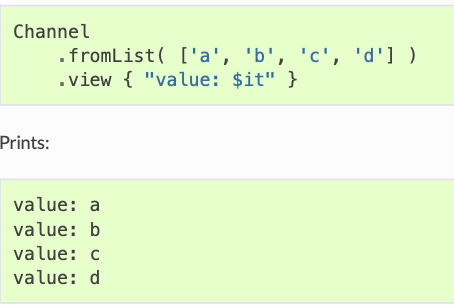 Channel
    .fromList( ['a', 'b', 'c', 'd'] )
    .view { "value: $it" }
Prints:
value: a
value: b
value: c
value: d